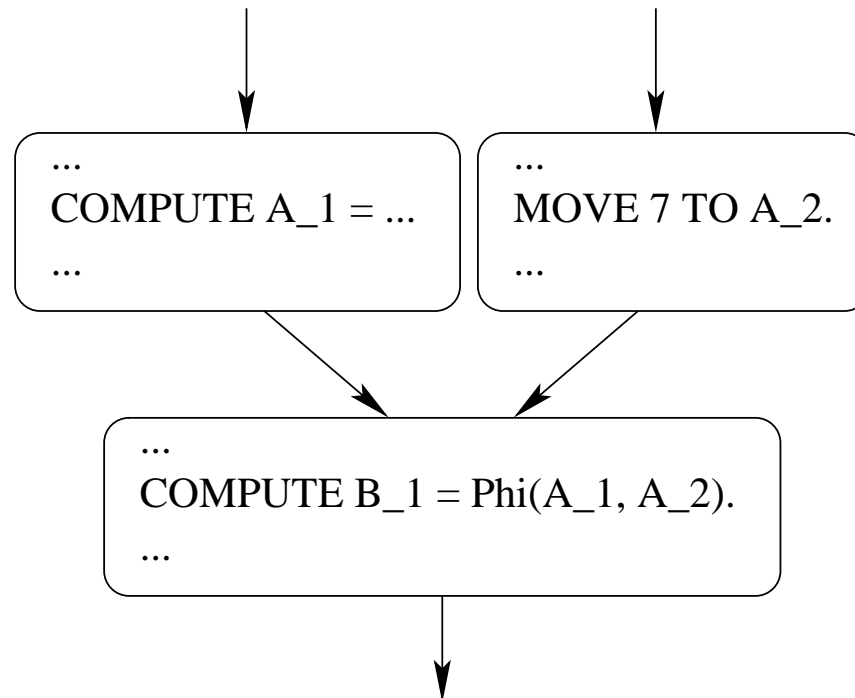 ...
COMPUTE A_1 = ...
...
...
MOVE 7 TO A_2.
...
...
COMPUTE B_1 = Phi(A_1, A_2).
...